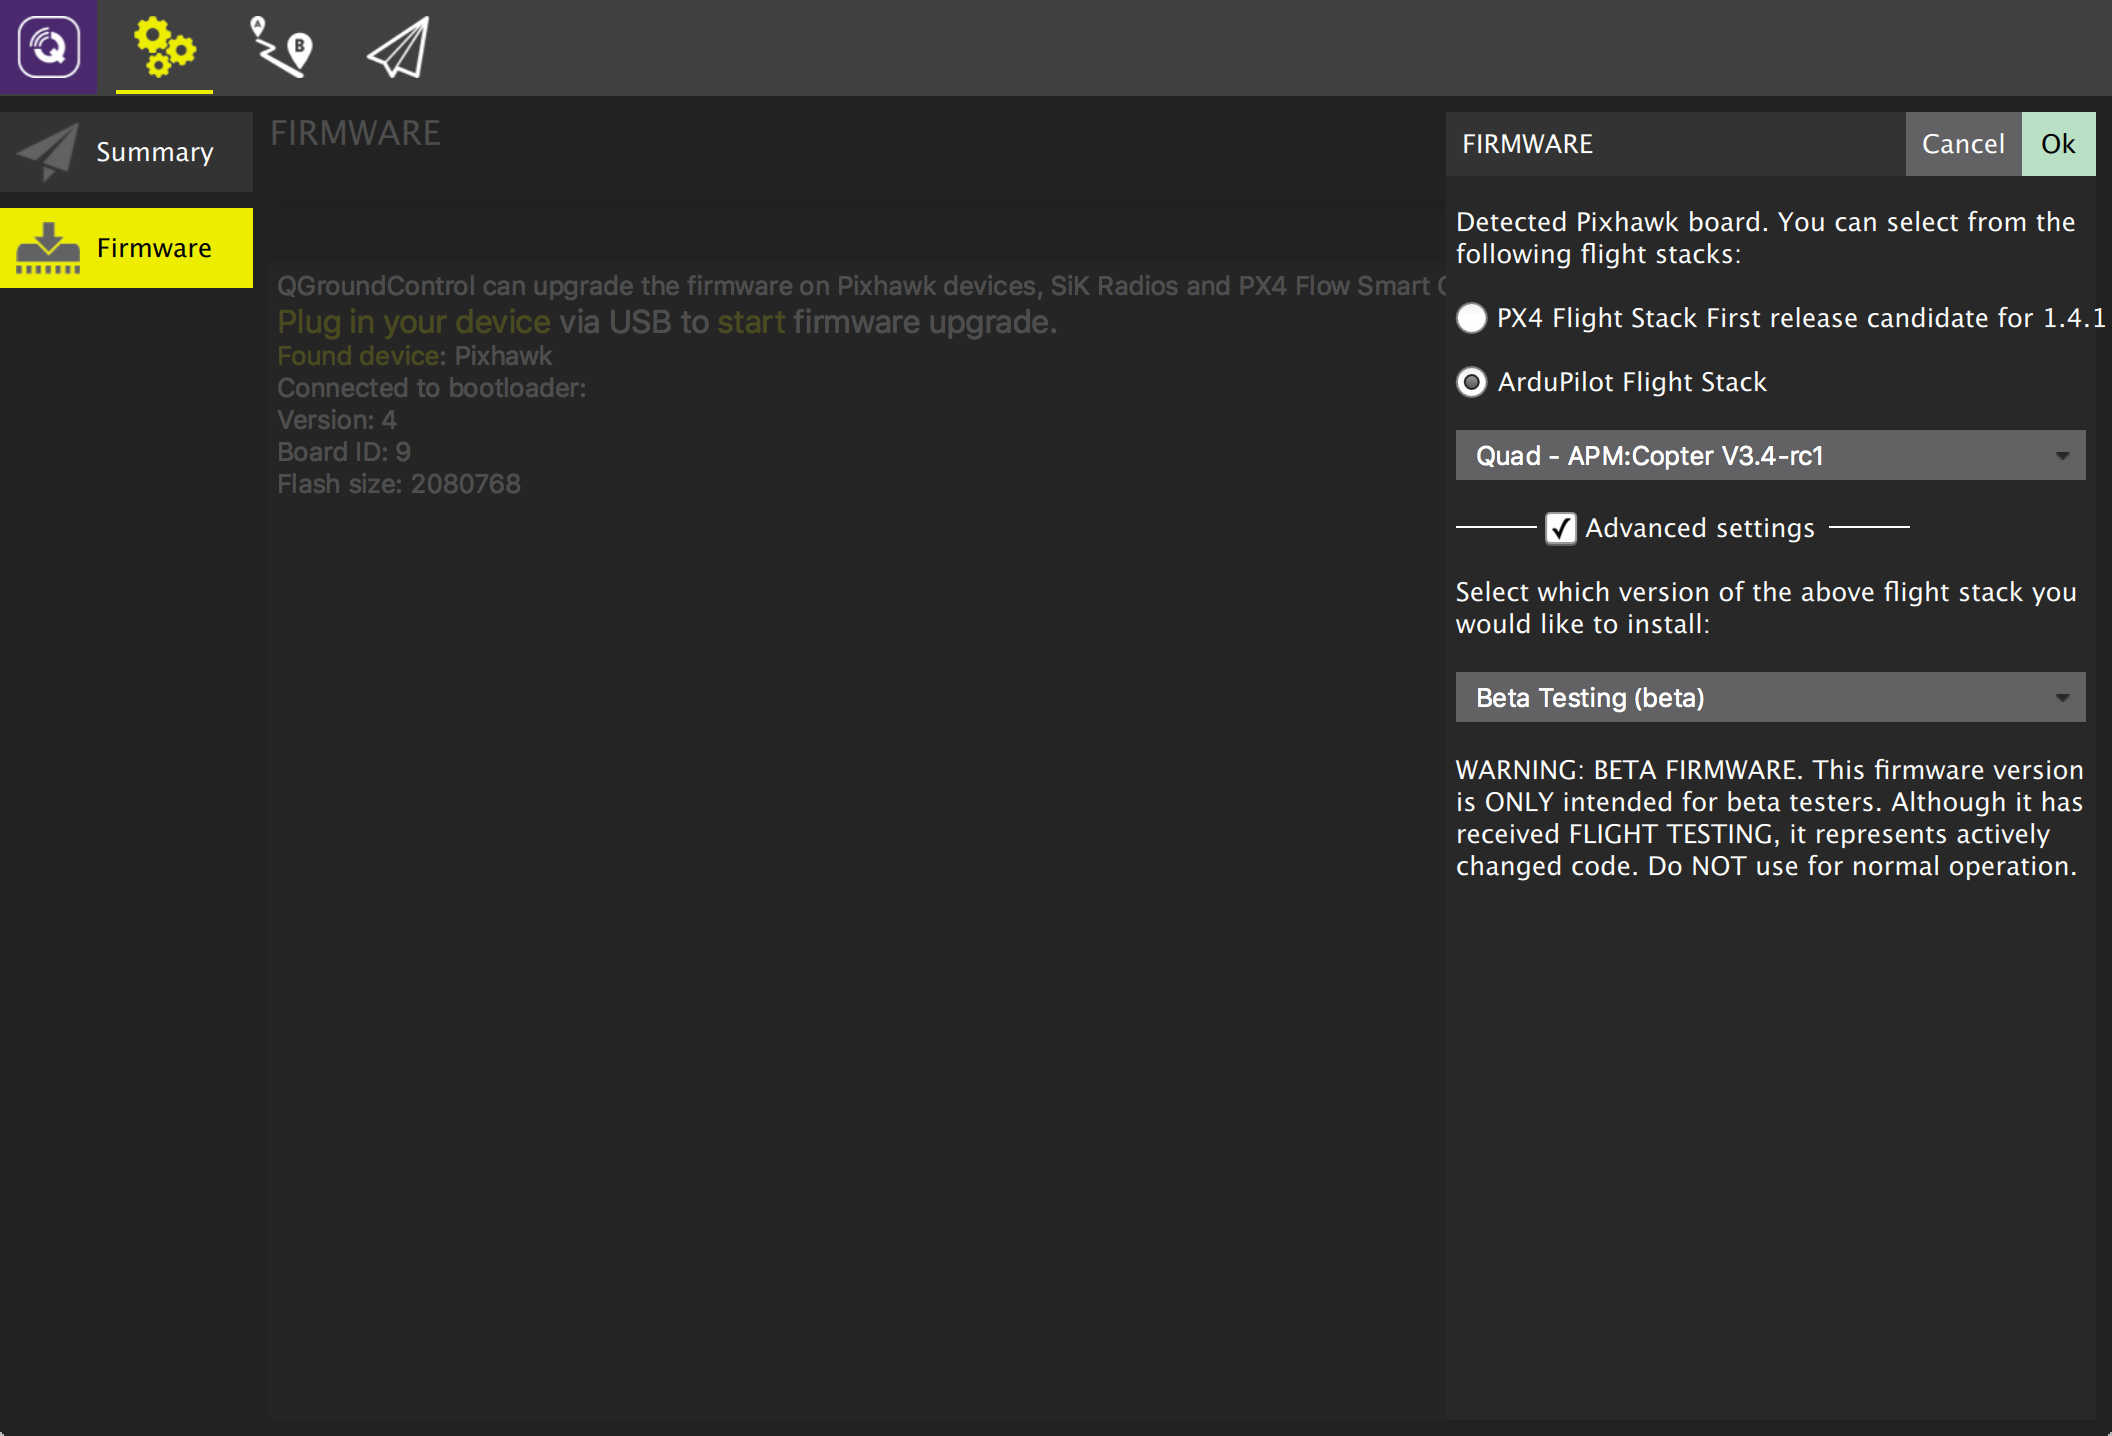 A
B
Summary
Firmware
FIRMWARE
QGroundControl can upgrade the firmware on Pixhawk devices, SiK Radios and PX4 Flow Smart
Plug in your device via USB to start firmware upgrade.
Found device: Pixhawk
Connected to bootloader:
Version: 4
Board ID: 9
Flash size: 2080768
FIRMWARE
Cancel
Ok
Detected Pixhawk board. You can select from the
following flight stacks:
PX4 Flight Stack First release candidate for 1.4.1
ArduPilot Flight Stack
Quad - APM:Copter V3.4-rc1
Advanced settings
Select which version of the above flight stack you
would like to install:
Beta Testing (beta)
WARNING: BETA FIRMWARE. This firmware version
is ONLY intended for beta testers. Although it has
received FLIGHT TESTING, it represents actively
changed code. Do NOT use for normal operation.